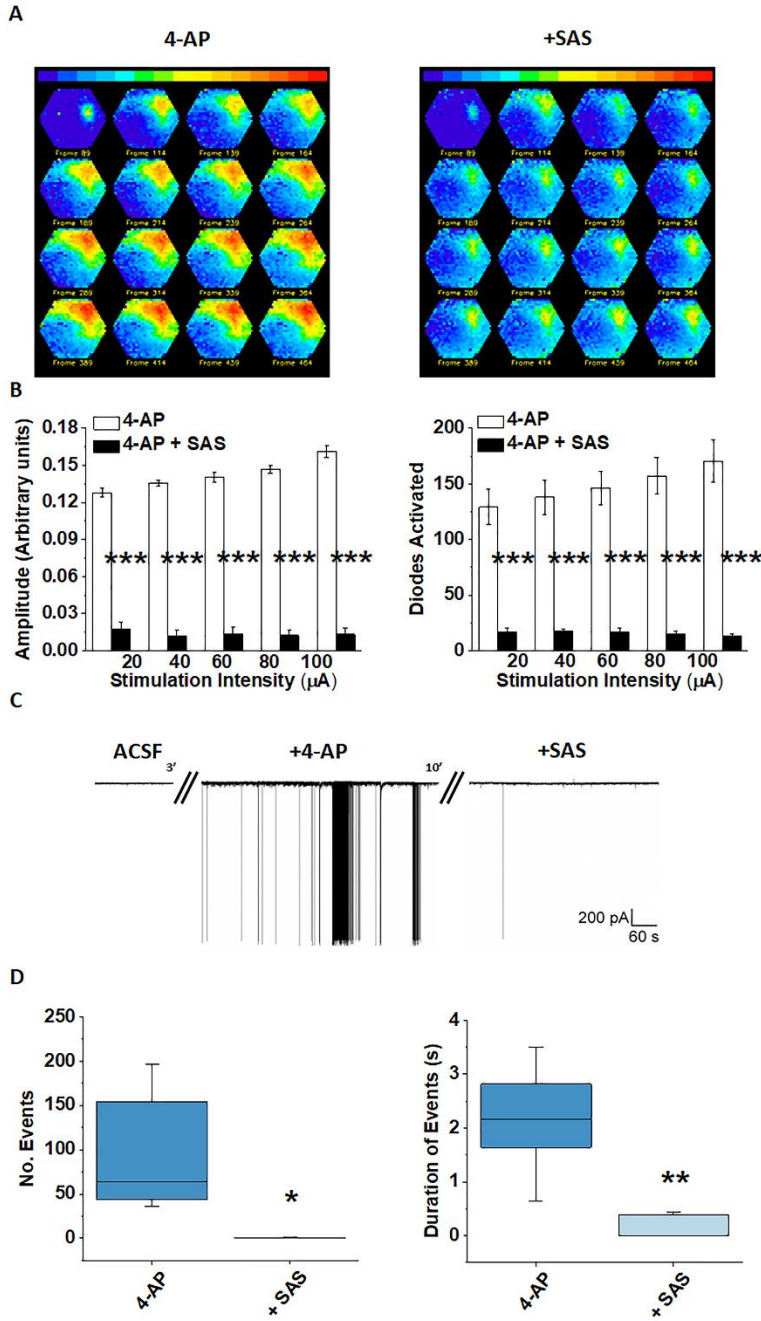 A
4-AP
+SAS
Frame 89 Frame 114 Frame 139 Frame 164
Frame 189 Frame 214 Frame 239 Frame 264
Frame 289 Frame 314 Frame 339 Frame 364
Frame 389 Frame 414 Frame 439 Frame 464
Frame 89 Frame 114 Frame 139 Frame 164
Frame 189 Frame 214 Frame 239 Frame 264
Frame 289 Frame 314 Frame 339 Frame 364
Frame 389 Frame 414 Frame 439 Frame 464
B
Amplitude (Arbitrary units)
0.18
0.15
0.12
0.09
0.06
0.03
0.00
4-AP
4-AP + SAS
*** *** *** *** ***
20 40 60 80 100
Stimulation Intensity (μA)
Diodes Activated
200
150
100
50
0
4-AP
4-AP + SAS
*** *** *** *** ***
20 40 60 80 100
Stimulation Intensity (μA)
C
ACSF
+4-AP
+SAS
3'
10'
200 pA
60 s
D
No. Events
250
200
150
100
50
0
*
4-AP
+ SAS
Duration of Events (s)
4
3
2
1
0
**
4-AP
+ SAS